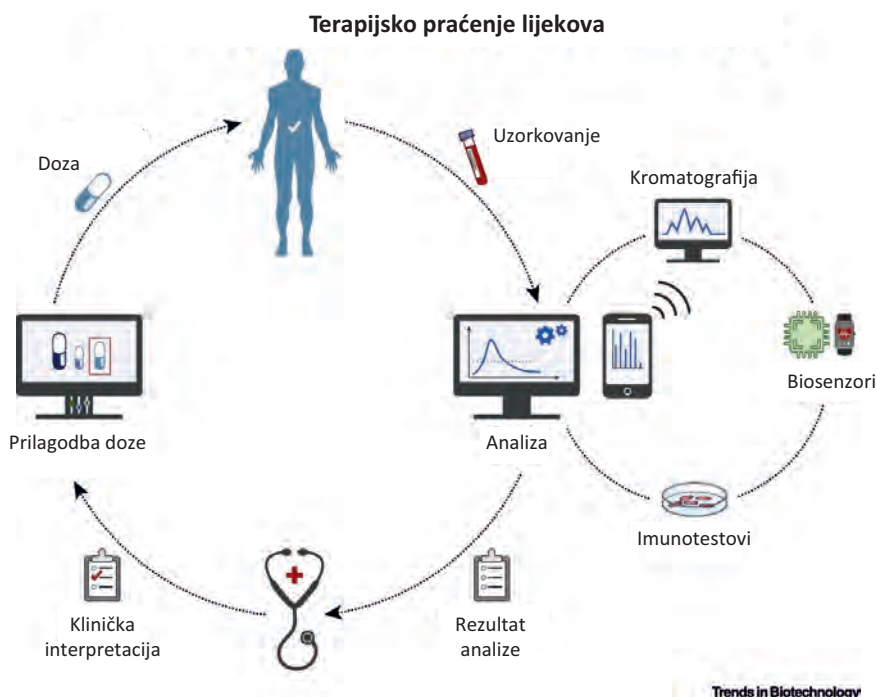 Terapijsko praćenje lijekova
Doza
Uzorkovanje
Kromatografija
Biosenzori
Prilagodba doze
Analiza
Imunotestovi
Klinička
interpretacija
Rezultat
analize
Trends in Biotechnology